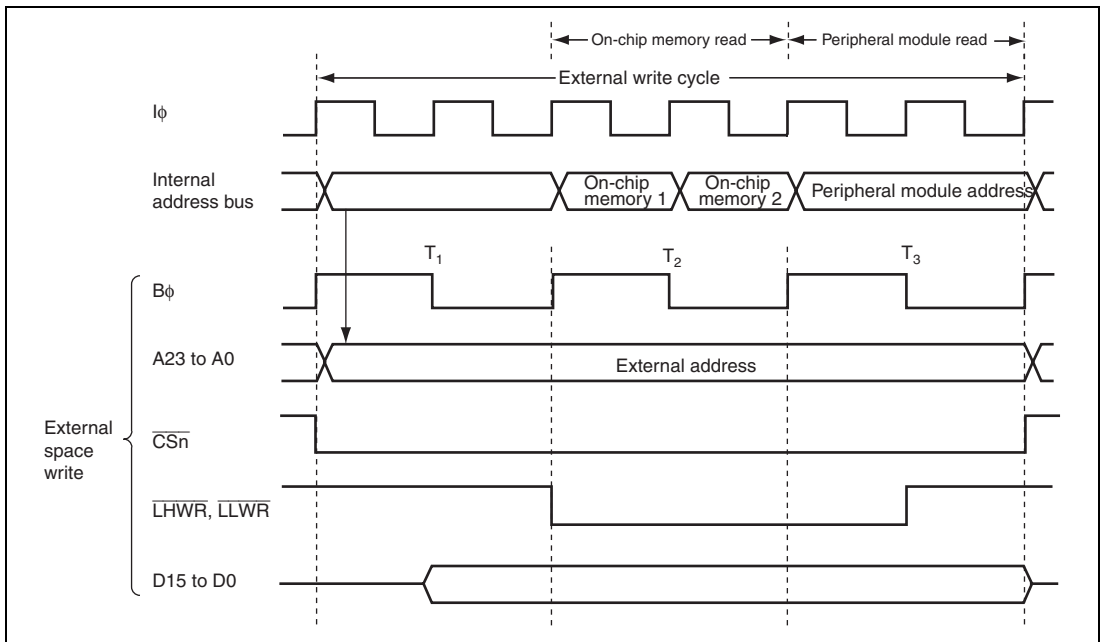 On-chip memory read
Peripheral module read
External write cycle
Iϕ
Internal
address bus
On-chip
memory 1
On-chip
memory 2
Peripheral module address
T1
T2
T3
Bϕ
A23 to A0
External address
External
space
write
CSn
LHWR, LLWR
D15 to D0